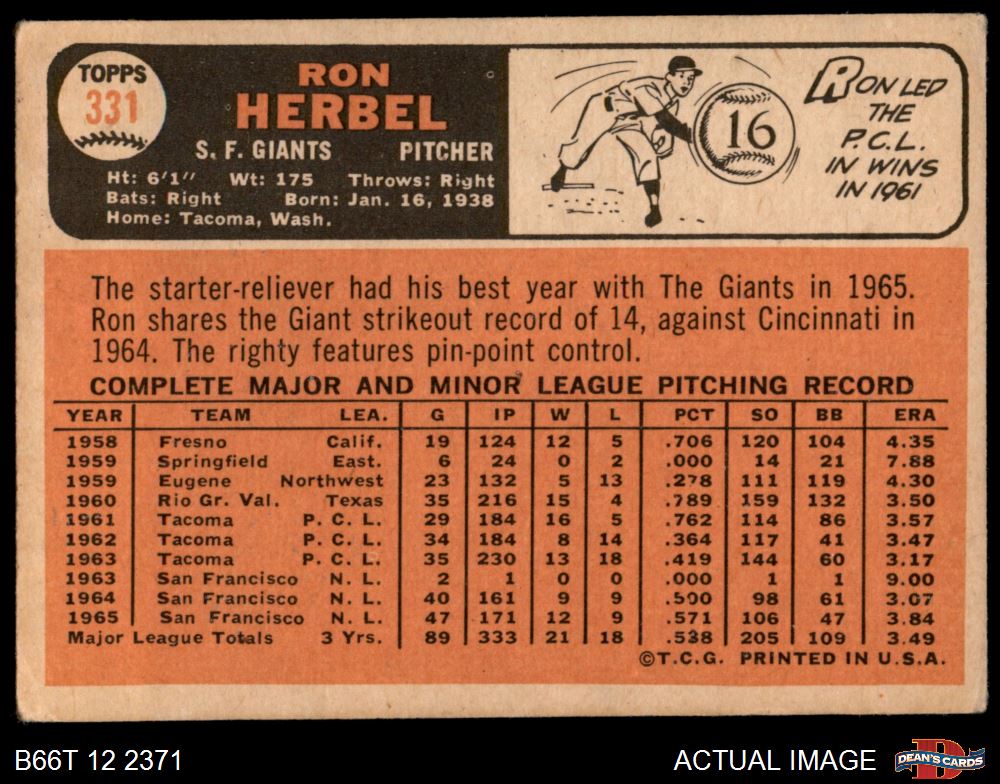 TOPPS
331
RON
HERBEL
S. F. GIANTS PITCHER
Ht: 6'1" Wt: 175 Throws: Right
Bats: Right Born: Jan. 16, 1938
Home: Tacoma, Wash.
16
RON LED
THE
P.C.L.
IN WINS
IN 1961
The starter-reliever had his best year with The Giants in 1965.
Ron shares the Giant strikeout record of 14, against Cincinnati in
1964. The righty features pin-point control.
COMPLETE MAJOR AND MINOR LEAGUE PITCHING RECORD
YEAR TEAM LEA. G IP W L PCT SO BB ERA
1958 Fresno Calif. 19 124 12 5 .706 120 104 4.35
1959 Springfield East. 6 24 0 2 .000 14 21 7.88
1959 Eugene Northwest 23 132 5 13 .278 111 119 4.30
1960 Rio Gr. Val. Texas 35 216 15 4 .789 159 132 3.50
1961 Tacoma P. C. L. 29 184 16 5 .762 114 86 3.57
1962 Tacoma P. C. L. 34 184 8 14 .364 117 41 3.47
1963 Tacoma P. C. L. 35 230 13 18 .419 144 60 3.17
1963 San Francisco N. L. 2 1 0 0 .000 1 1 9.00
1964 San Francisco N. L. 40 161 9 9 .500 98 61 3.07
1965 San Francisco N. L. 47 171 12 9 .571 106 47 3.84
Major League Totals 3 Yrs. 89 333 21 18 .538 205 109 3.49
©T.C.G. PRINTED IN U.S.A.
B66T 12 2371 ACTUAL IMAGE
DEAN'S CARDS